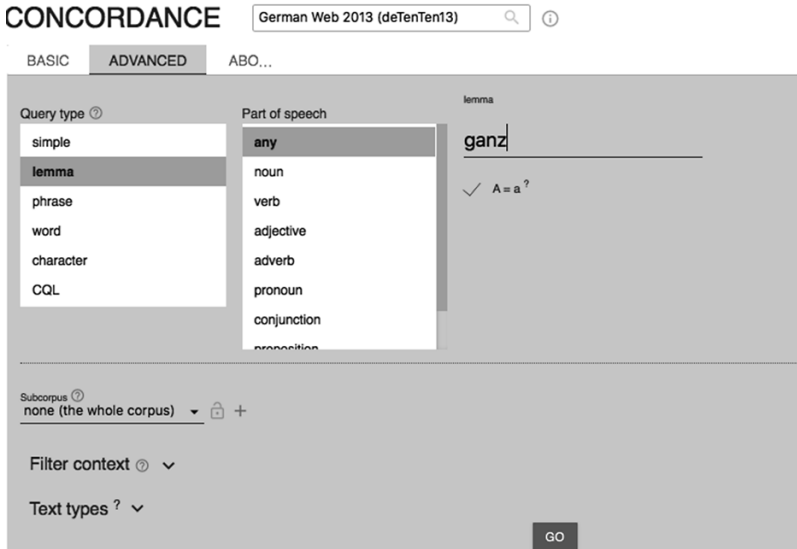 CONCORDANCE
German Web 2013 (deTenTen13)
BASIC ADVANCED ABO...
Query type ?
simple
lemma
phrase
word
character
CQL
Part of speech
any
noun
verb
adjective
adverb
pronoun
conjunction
preposition
lemma
ganz
A = a ?
Subcorpus ?
none (the whole corpus)
Filter context ?
Text types ?
GO